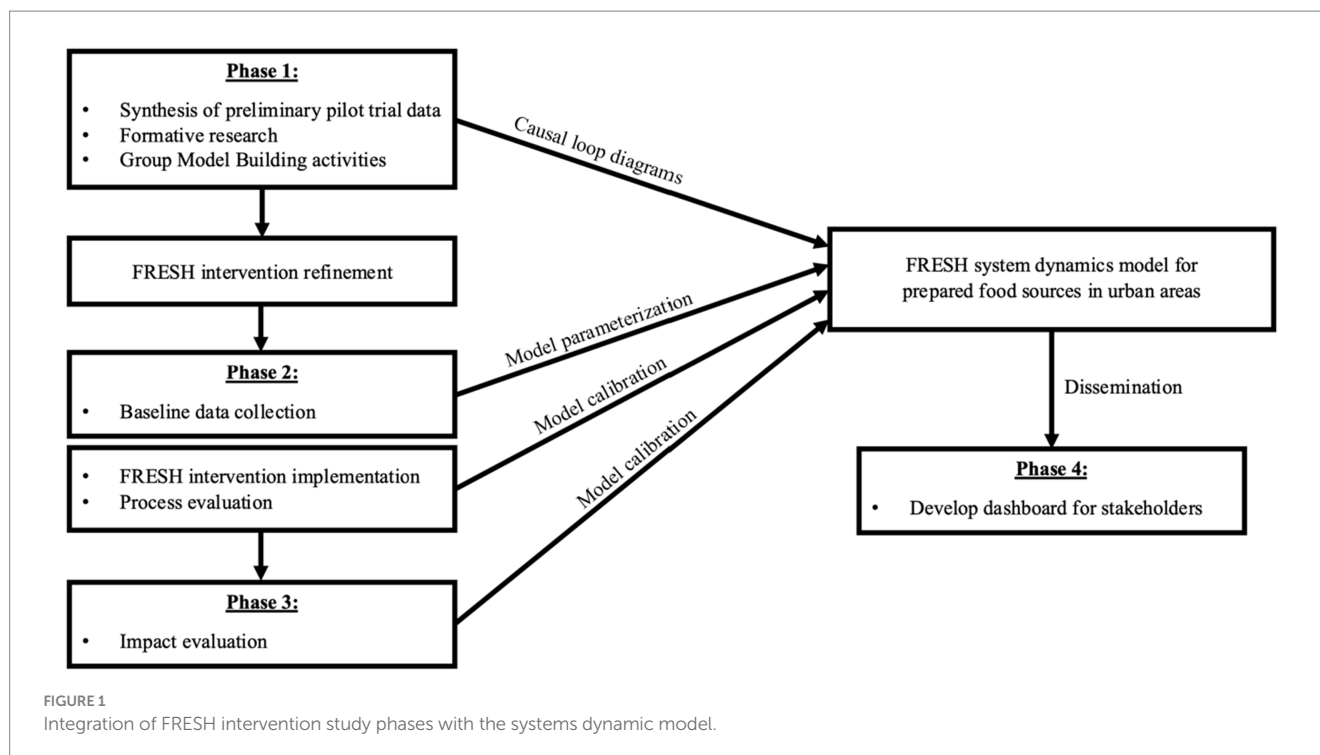 Phase 1:
• Synthesis of preliminary pilot trial data
• Formative research
• Group Model Building activities
FRESH intervention refinement
Phase 2:
• Baseline data collection
• FRESH intervention implementation
• Process evaluation
Phase 3:
• Impact evaluation
Causal loop diagrams
Model parameterization
Model calibration
Model calibration
FRESH system dynamics model for
prepared food sources in urban areas
Dissemination
Phase 4:
• Develop dashboard for stakeholders
FIGURE 1
Integration of FRESH intervention study phases with the systems dynamic model.